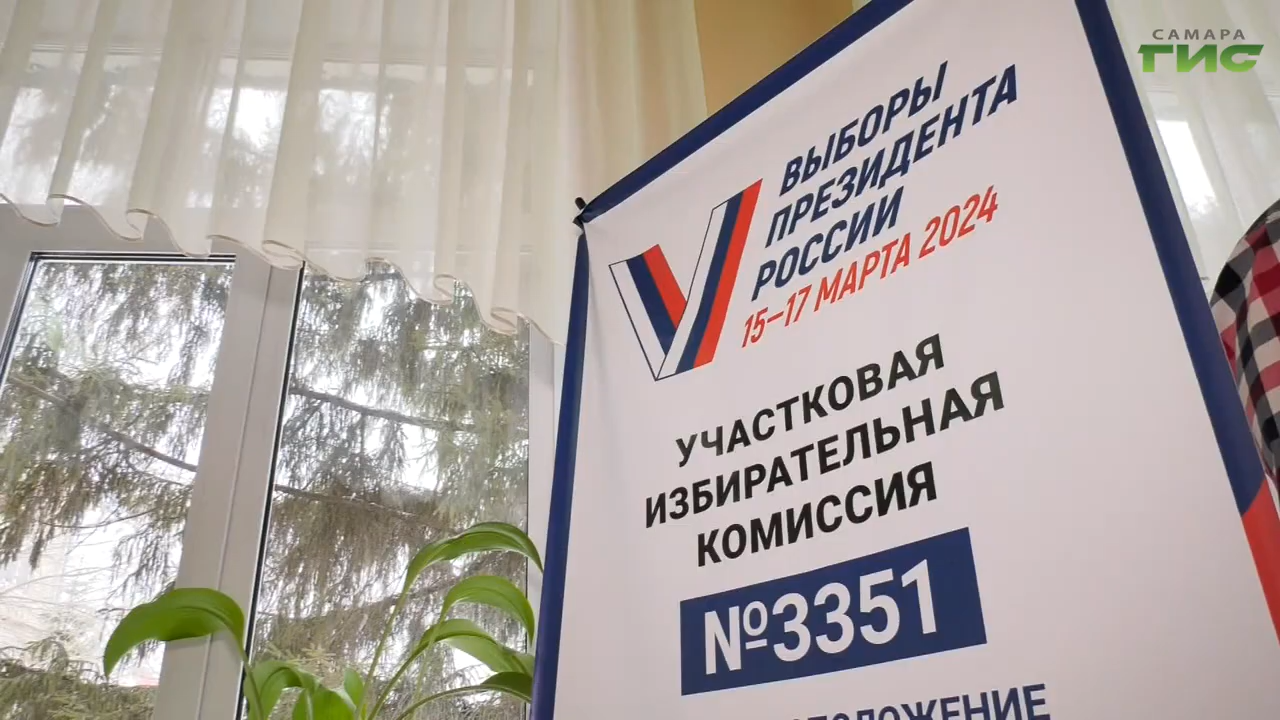 САМАРА
ГИС
ВЫБОРЫ
ПРЕЗИДЕНТА
РОССИИ
15–17 МАРТА 2024
УЧАСТКОВАЯ
ИЗБИРАТЕЛЬНАЯ
КОМИССИЯ
№3351